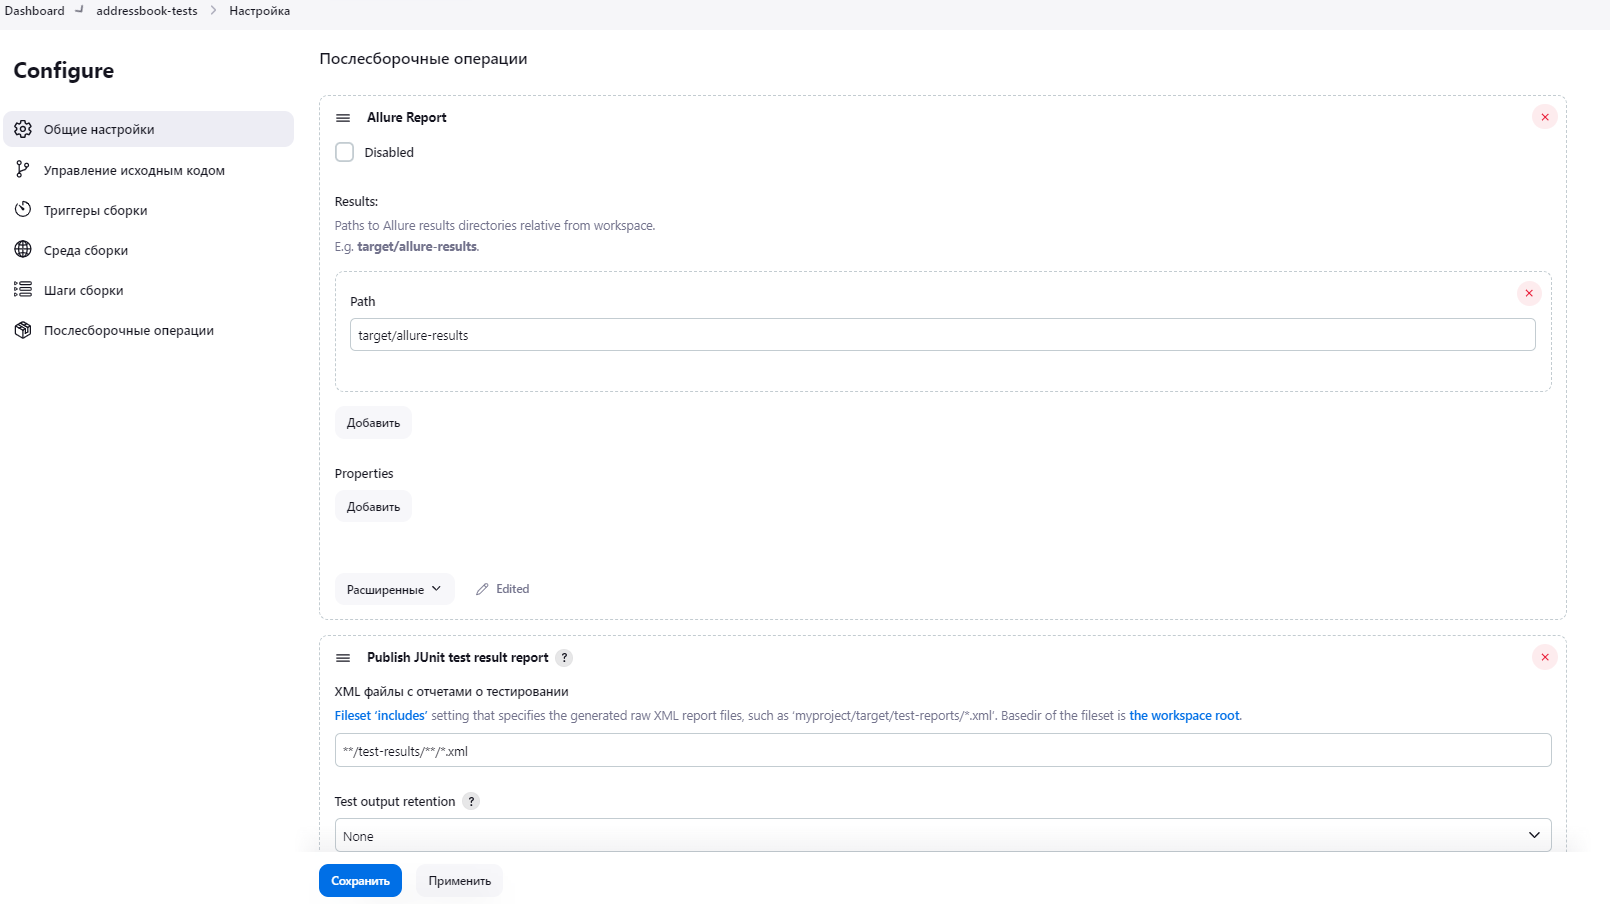 Dashboard
addressbook-tests
Настройка
Configure
Общие настройки
Управление исходным кодом
Триггеры сборки
Среда сборки
Шаги сборки
Послесборочные операции
Послесборочные операции
Allure Report
Disabled
Results:
Paths to Allure results directories relative from workspace.
E.g. target/allure-results.
Path
target/allure-results
Добавить
Properties
Добавить
Расширенные
Edited
Publish JUnit test result report ?
XML файлы с отчетами о тестировании
Fileset ‘includes’ setting that specifies the generated raw XML report files, such as ‘myproject/target/test-reports/*.xml’. Basedir of the fileset is the workspace root.
**/test-results/**/*.xml
Test output retention ?
None
Сохранить
Применить